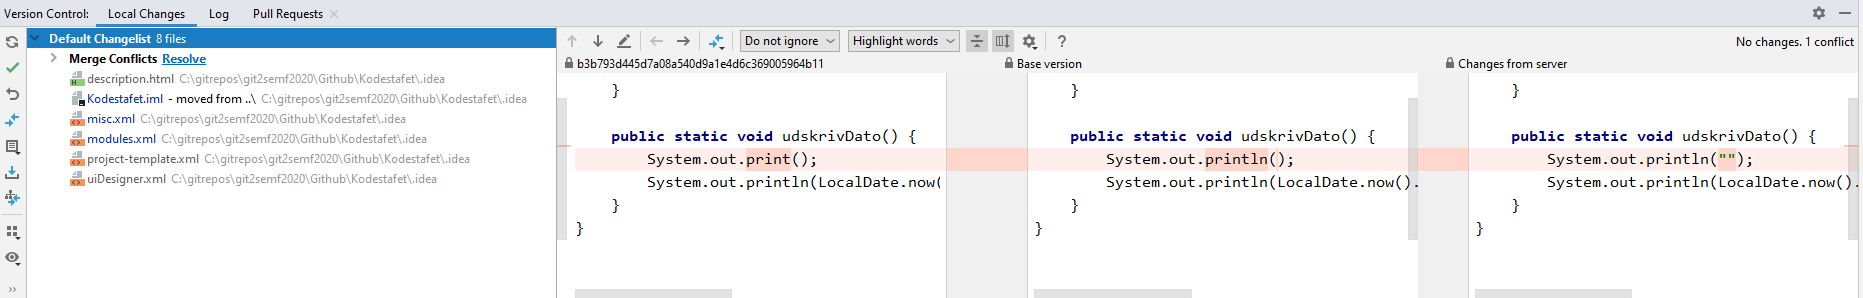 Version Control: Local Changes Log Pull Requests
Default Changelist 8 files
Merge Conflicts Resolve
description.html C:\gitrepos\git2semf2020\Github\Kodestafet\.idea
Kodestafet.iml - moved from ..\ C:\gitrepos\git2semf2020\Github\Kodestafet\.idea
misc.xml C:\gitrepos\git2semf2020\Github\Kodestafet\.idea
modules.xml C:\gitrepos\git2semf2020\Github\Kodestafet\.idea
project-template.xml C:\gitrepos\git2semf2020\Github\Kodestafet\.idea
uiDesigner.xml C:\gitrepos\git2semf2020\Github\Kodestafet\.idea
Do not ignore Highlight words ? No changes. 1 conflict
b3b793d445d7a08a540d9a1e4d6c369005964b11
}
public static void udskrivDato() {
System.out.print();
System.out.println(LocalDate.now(
}
}
Base version
}
public static void udskrivDato() {
System.out.println();
System.out.println(LocalDate.now().
}
}
Changes from server
}
public static void udskrivDato() {
System.out.println("");
System.out.println(LocalDate.now().
}
}